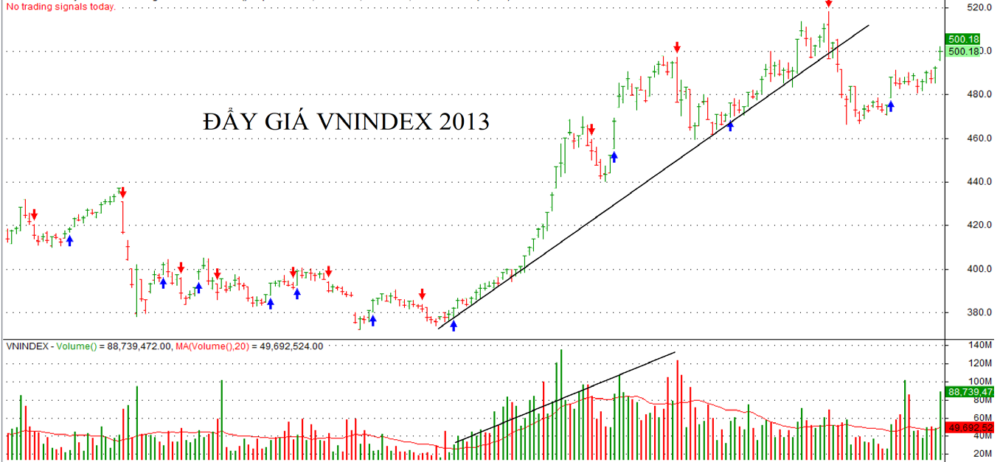 No trading signals today.
520.0
500.18
500.18
0.0
480.0
ĐẨY GIÁ VNINDEX 2013
460.0
440.0
420.0
400.0
380.0
VNINDEX - Volume() = 88,739,472.00, MA(Volume(),20) = 49,692,524.00
140M
120M
100M
88,739,47
80M
60M
49,692,52
40M
20M